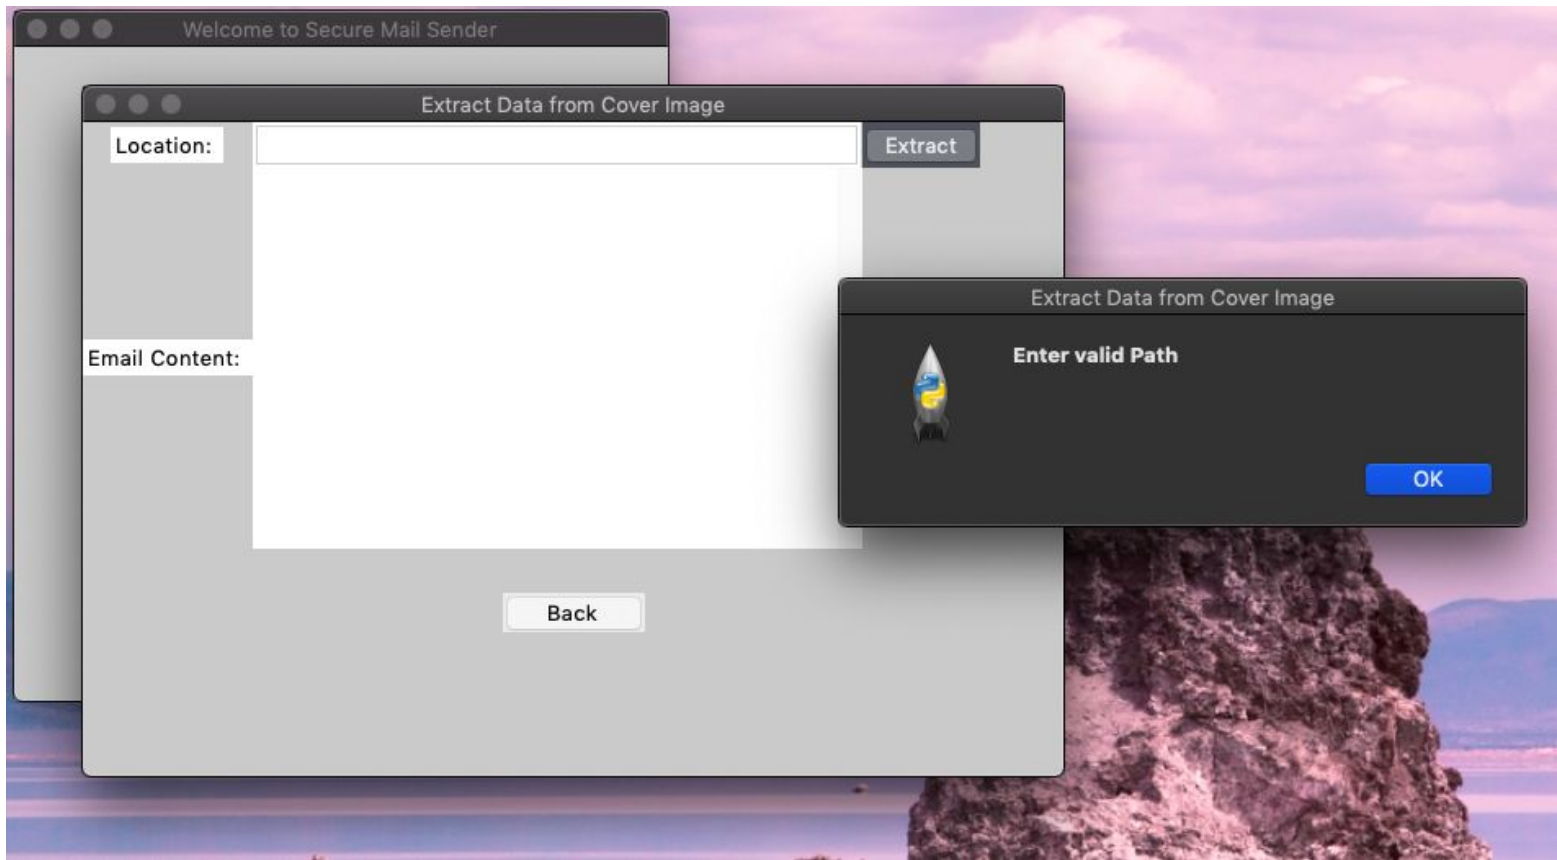 Welcome to Secure Mail Sender
Extract Data from Cover Image
Location:
Extract
Extract Data from Cover Image
Enter valid Path
Email Content:
OK
Back